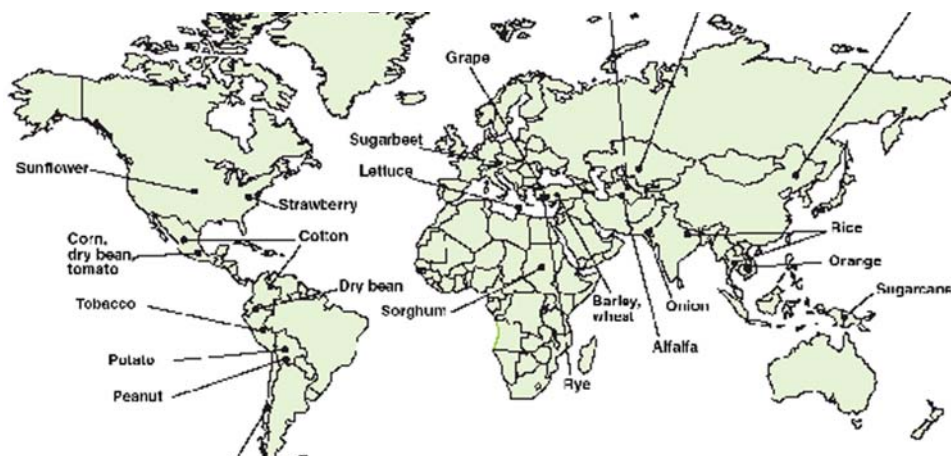 Grape
Sugarbeet
Lettuce
Sunflower
Strawberry
Cotton
Corn,
dry bean,
tomato
Rice
Orange
Dry bean
Sugarcane
Tobacco
Sorghum
Barley,
wheat
Onion
Alfalfa
Potato
Peanut
Rye